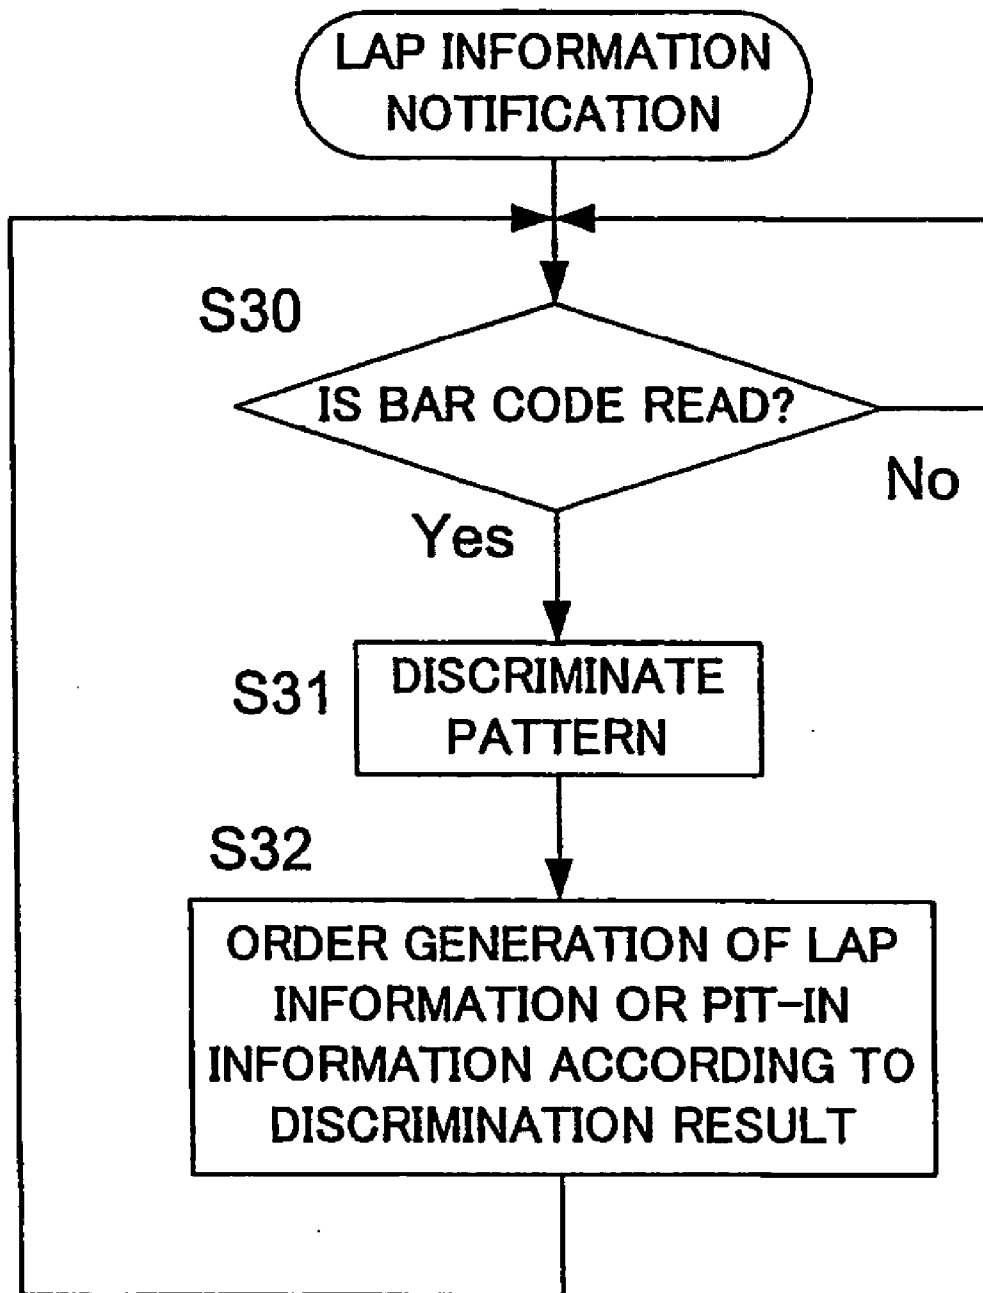 LAP INFORMATION
NOTIFICATION
S30
IS BAR CODE READ?
No
Yes
S31
DISCRIMINATE
PATTERN
S32
ORDER GENERATION OF LAP
INFORMATION OR PIT-IN
INFORMATION ACCORDING TO
DISCRIMINATION RESULT